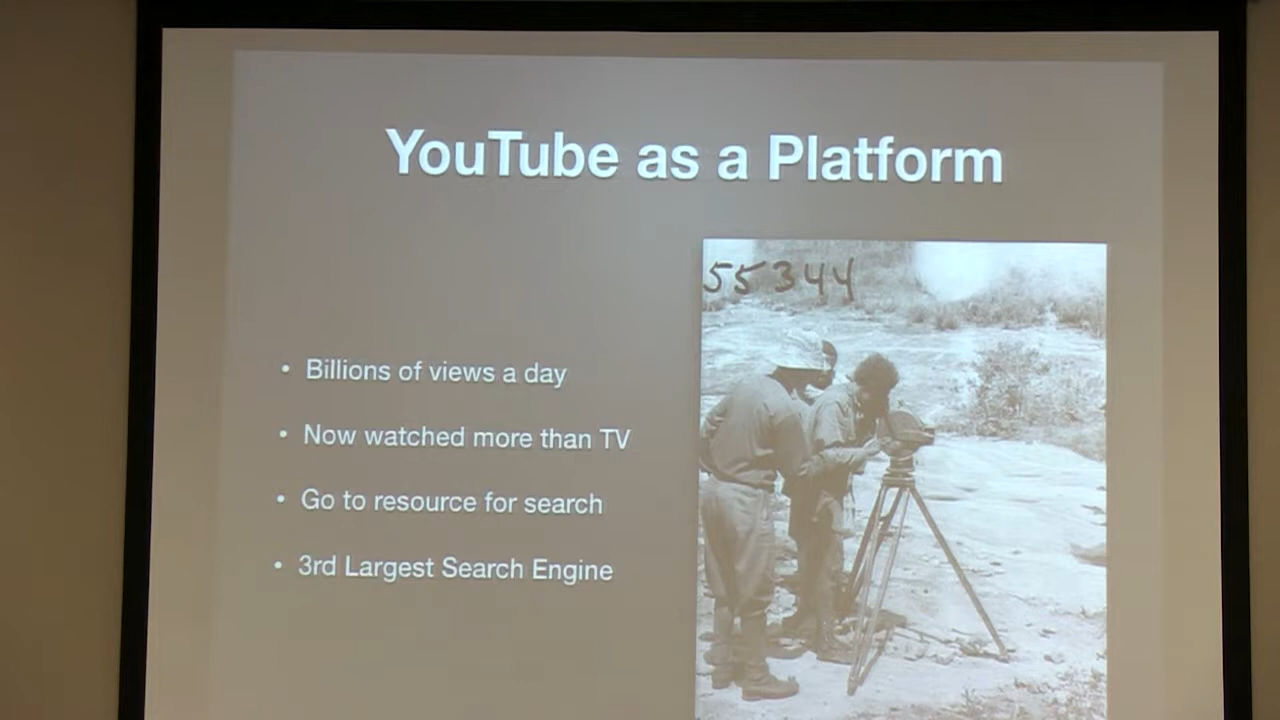 YouTube as a Platform
55344
• Billions of views a day
• Now watched more than TV
• Go to resource for search
• 3rd Largest Search Engine